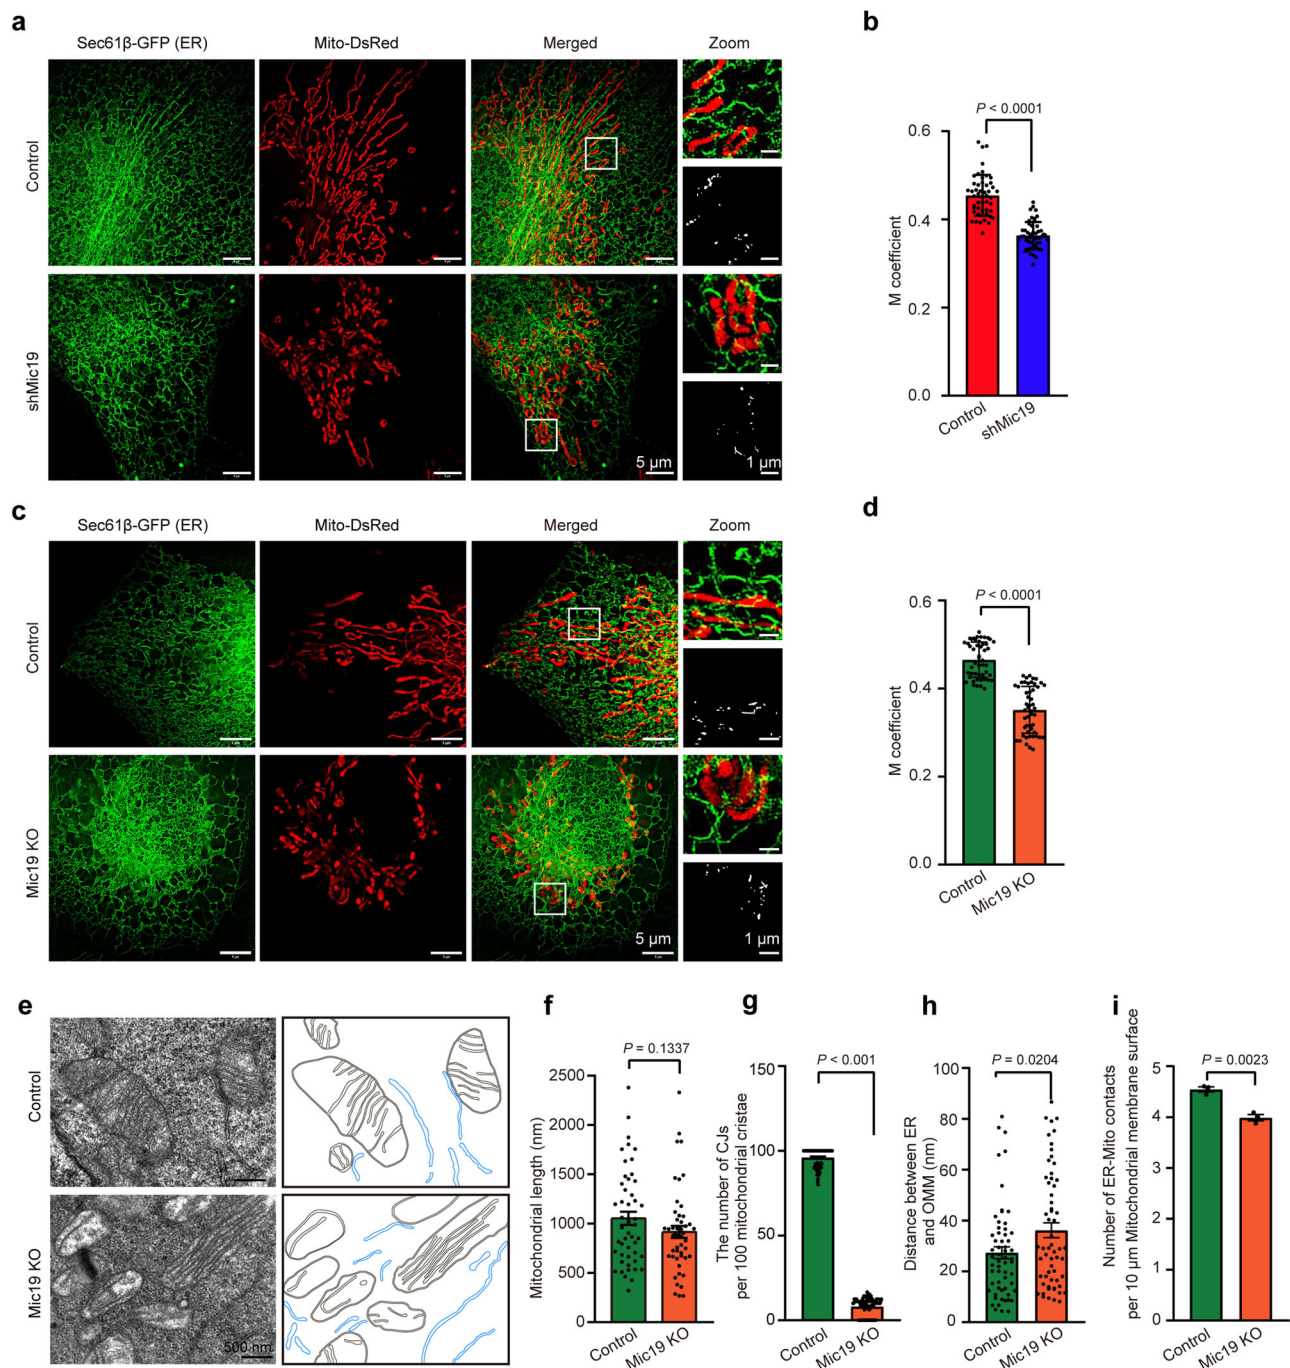 a
Sec61β-GFP (ER)
Mito-DsRed
Merged
Zoom
Control
shMic19
5 µm
1 µm
b
P < 0.0001
M coefficient
0.6
0.4
0.2
0.0
Control
shMic19
c
Sec61β-GFP (ER)
Mito-DsRed
Merged
Zoom
Control
Mic19 KO
5 µm
1 µm
d
P < 0.0001
M coefficient
0.6
0.4
0.2
0.0
Control
Mic19 KO
e
Control
Mic19 KO
500 nm
f
P = 0.1337
Mitochondrial length (nm)
2500
2000
1500
1000
500
0
Control
Mic19 KO
g
P < 0.001
The number of CJs
per 100 mitochondrial cristae
150
100
50
0
Control
Mic19 KO
h
P = 0.0204
Distance between ER
and OMM (nm)
100
80
60
40
20
0
Control
Mic19 KO
i
P = 0.0023
Number of ER-Mito contacts
per 10 µm Mitochondrial membrane surface
5
4
3
2
1
0
Control
Mic19 KO